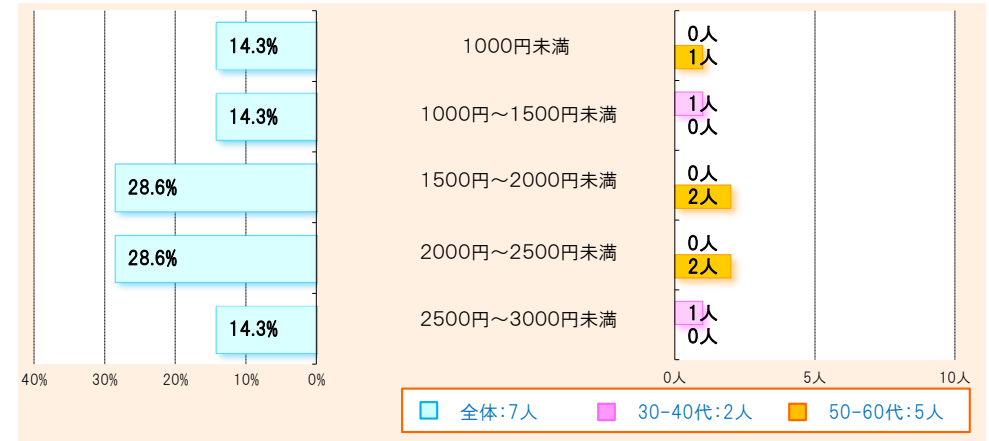 14.3%
1000円未満
0人
1人
14.3%
1000円～1500円未満
1人
0人
28.6%
1500円～2000円未満
0人
2人
28.6%
2000円～2500円未満
0人
2人
14.3%
2500円～3000円未満
1人
0人
40% 30% 20% 10% 0%
0人 5人 10人
全体：7人 30-40代：2人 50-60代：5人